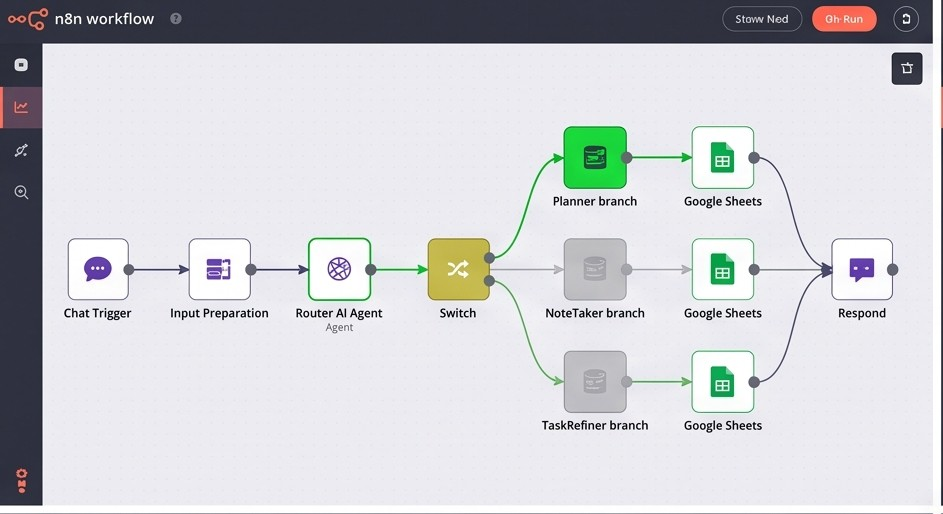 n8n workflow
?
Stoww Ned
Gh-Run
Planner branch
Google Sheets
Chat Trigger
Input Preparation
Router AI Agent
Agent
Switch
NoteTaker branch
Google Sheets
Respond
TaskRefiner branch
Google Sheets